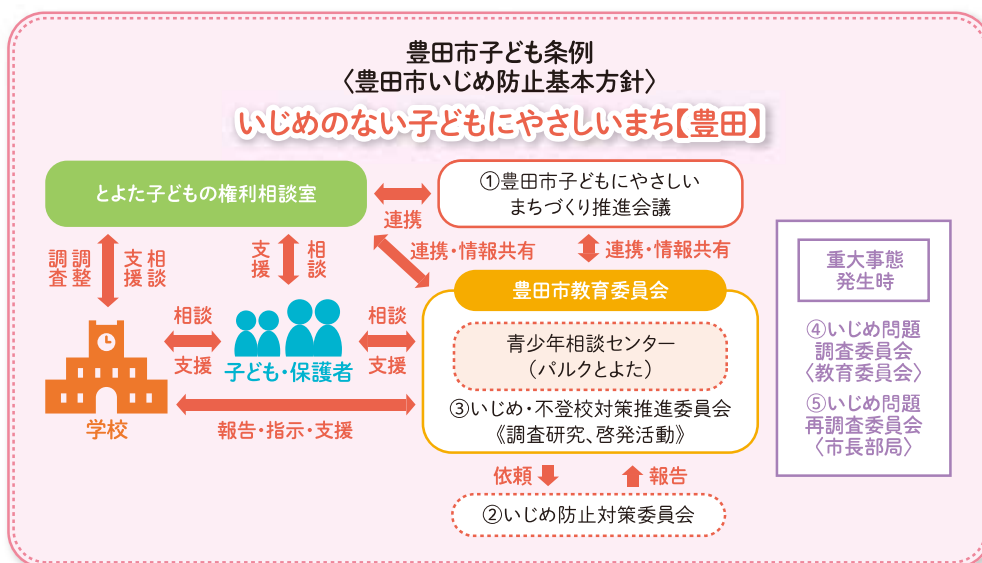 豊田市子ども条例
〈豊田市いじめ防止基本方針〉
いじめのない子どもにやさしいまち【豊田】
とよた子どもの権利相談室
連携
①豊田市子どもにやさしい
まちづくり推進会議
調査
調整
支援
相談
支援
相談
連携・情報共有
連携・情報共有
豊田市教育委員会
青少年相談センター
（パルクとよた）
③いじめ・不登校対策推進委員会
《調査研究、啓発活動》
相談
支援
相談
支援
子ども・保護者
学校
報告・指示・支援
依頼
報告
②いじめ防止対策委員会
重大事態
発生時
④いじめ問題
調査委員会
〈教育委員会〉
⑤いじめ問題
再調査委員会
〈市長部局〉